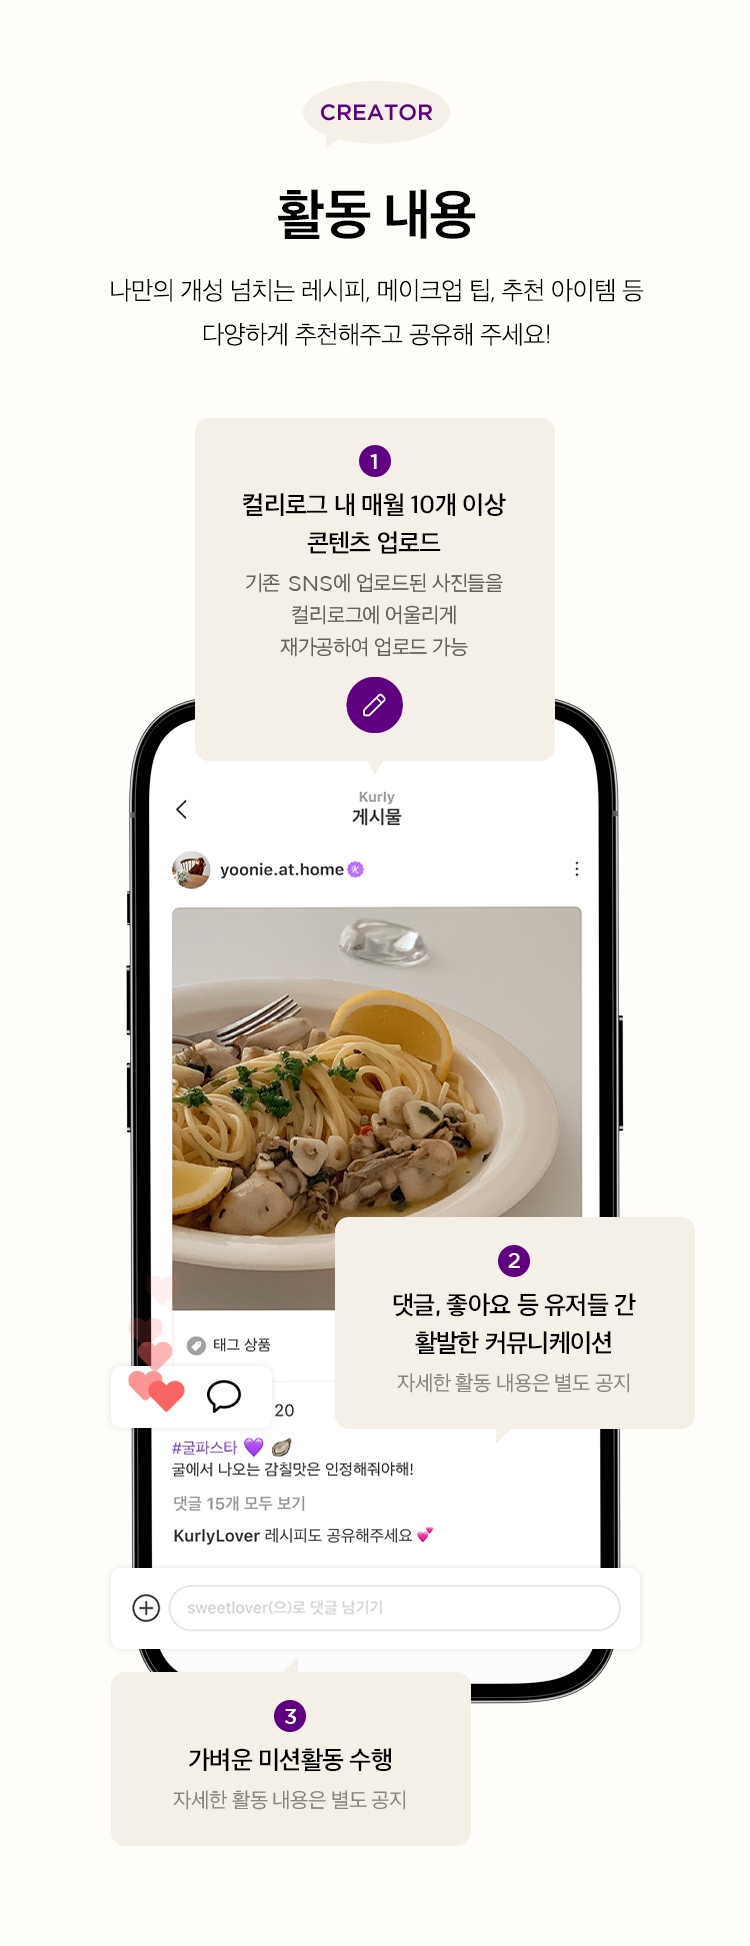 CREATOR
활동 내용
나만의 개성 넘치는 레시피, 메이크업 팁, 추천 아이템 등
다양하게 추천해주고 공유해 주세요!
1
컬리로그 내 매월 10개 이상
콘텐츠 업로드
기존 SNS에 업로드된 사진들을
컬리로그에 어울리게
재가공하여 업로드 가능
Kurly
게시물
yoonie.at.home
2
댓글, 좋아요 등 유저들 간
활발한 커뮤니케이션
자세한 활동 내용은 별도 공지
태그 상품
20
#굴파스타 💜 🦪
굴에서 나오는 감칠맛은 인정해줘야해!
댓글 15개 모두 보기
KurlyLover 레시피도 공유해주세요 💕
sweetlover(으)로 댓글 남기기
3
가벼운 미션활동 수행
자세한 활동 내용은 별도 공지